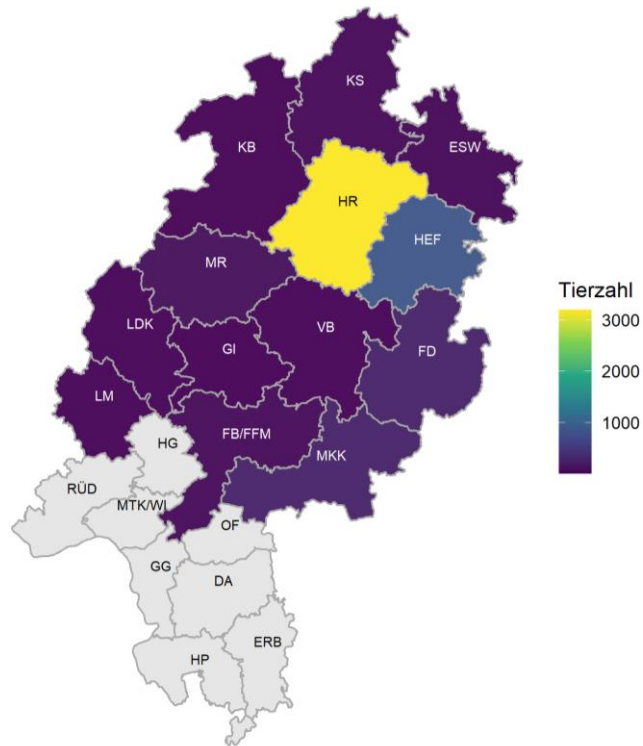 KS
KB
ESW
HR
HEF
MR
Tierzahl
3000
2000
1000
LDK
VB
GI
FD
LM
FB/FFM
HG
MKK
RÜD
MTK/WI
OF
GG
DA
ERB
HP